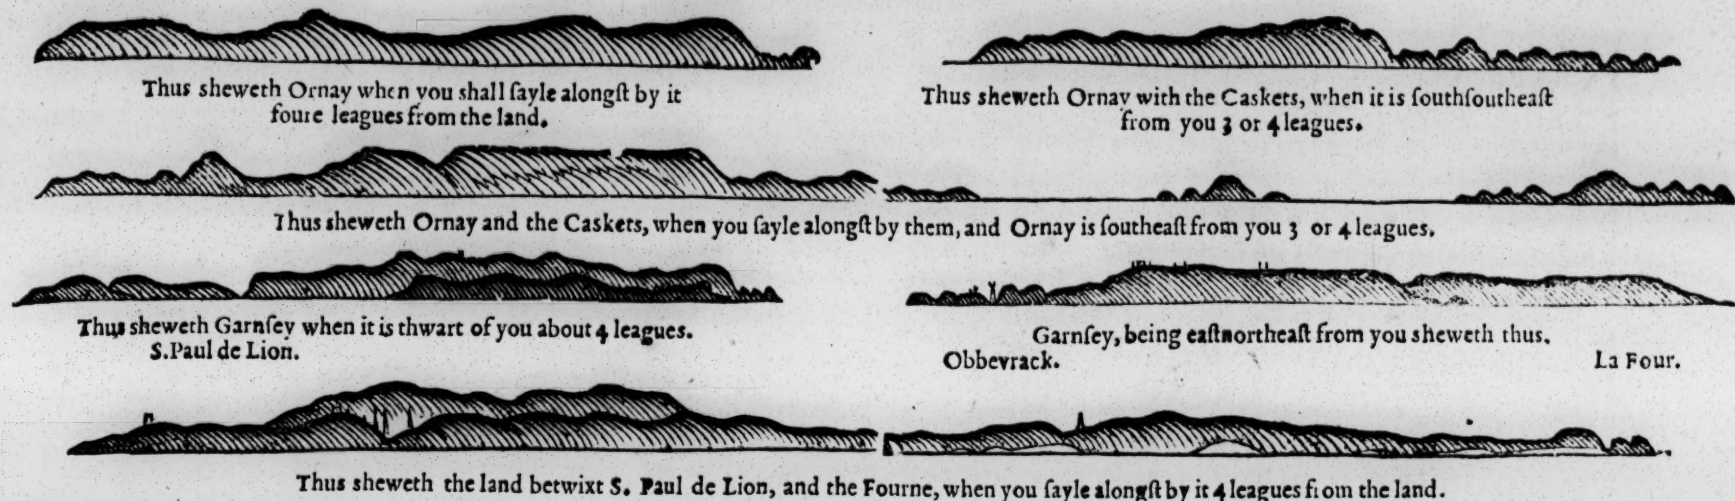 Thus sheweth Ornay when you shall ſayle alongſt by it
foure leagues from the land.
Thus sheweth Ornay with the Caskets, when it is ſouthſoutheaſt
from you 3 or 4 leagues.
Thus sheweth Ornay and the Caskets, when you ſayle alongſt by them, and Ornay is ſoutheaſt from you 3 or 4 leagues.
Thus sheweth Garnſey when it is thwart of you about 4 leagues.
S. Paul de Lion.
Garnſey, being eaſtnortheaſt from you sheweth thus.
Obbevrack. La Four.
Thus sheweth the land betwixt S. Paul de Lion, and the Fourne, when you ſayle alongſt by it 4 leagues from the land.